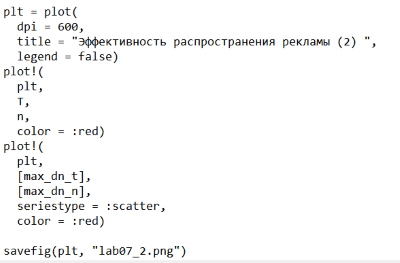 plt = plot(
  dpi = 600,
  title = "Эффективность распространения рекламы (2) ",
  legend = false)
plot!(
  plt,
  T,
  n,
  color = :red)
plot!(
  plt,
  [max_dn_t],
  [max_dn_n],
  seriestype = :scatter,
  color = :red)

savefig(plt, "lab07_2.png")